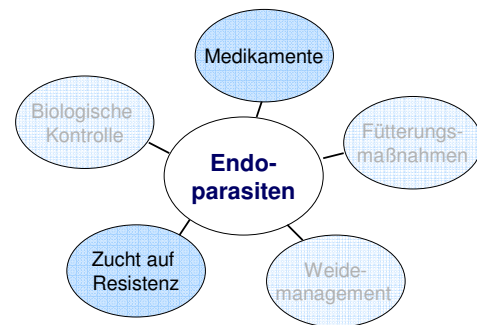 Medikamente
Biologische
Kontrolle
Fütterungs-
maßnahmen
Endo-
parasiten
Zucht auf
Resistenz
Weide-
management